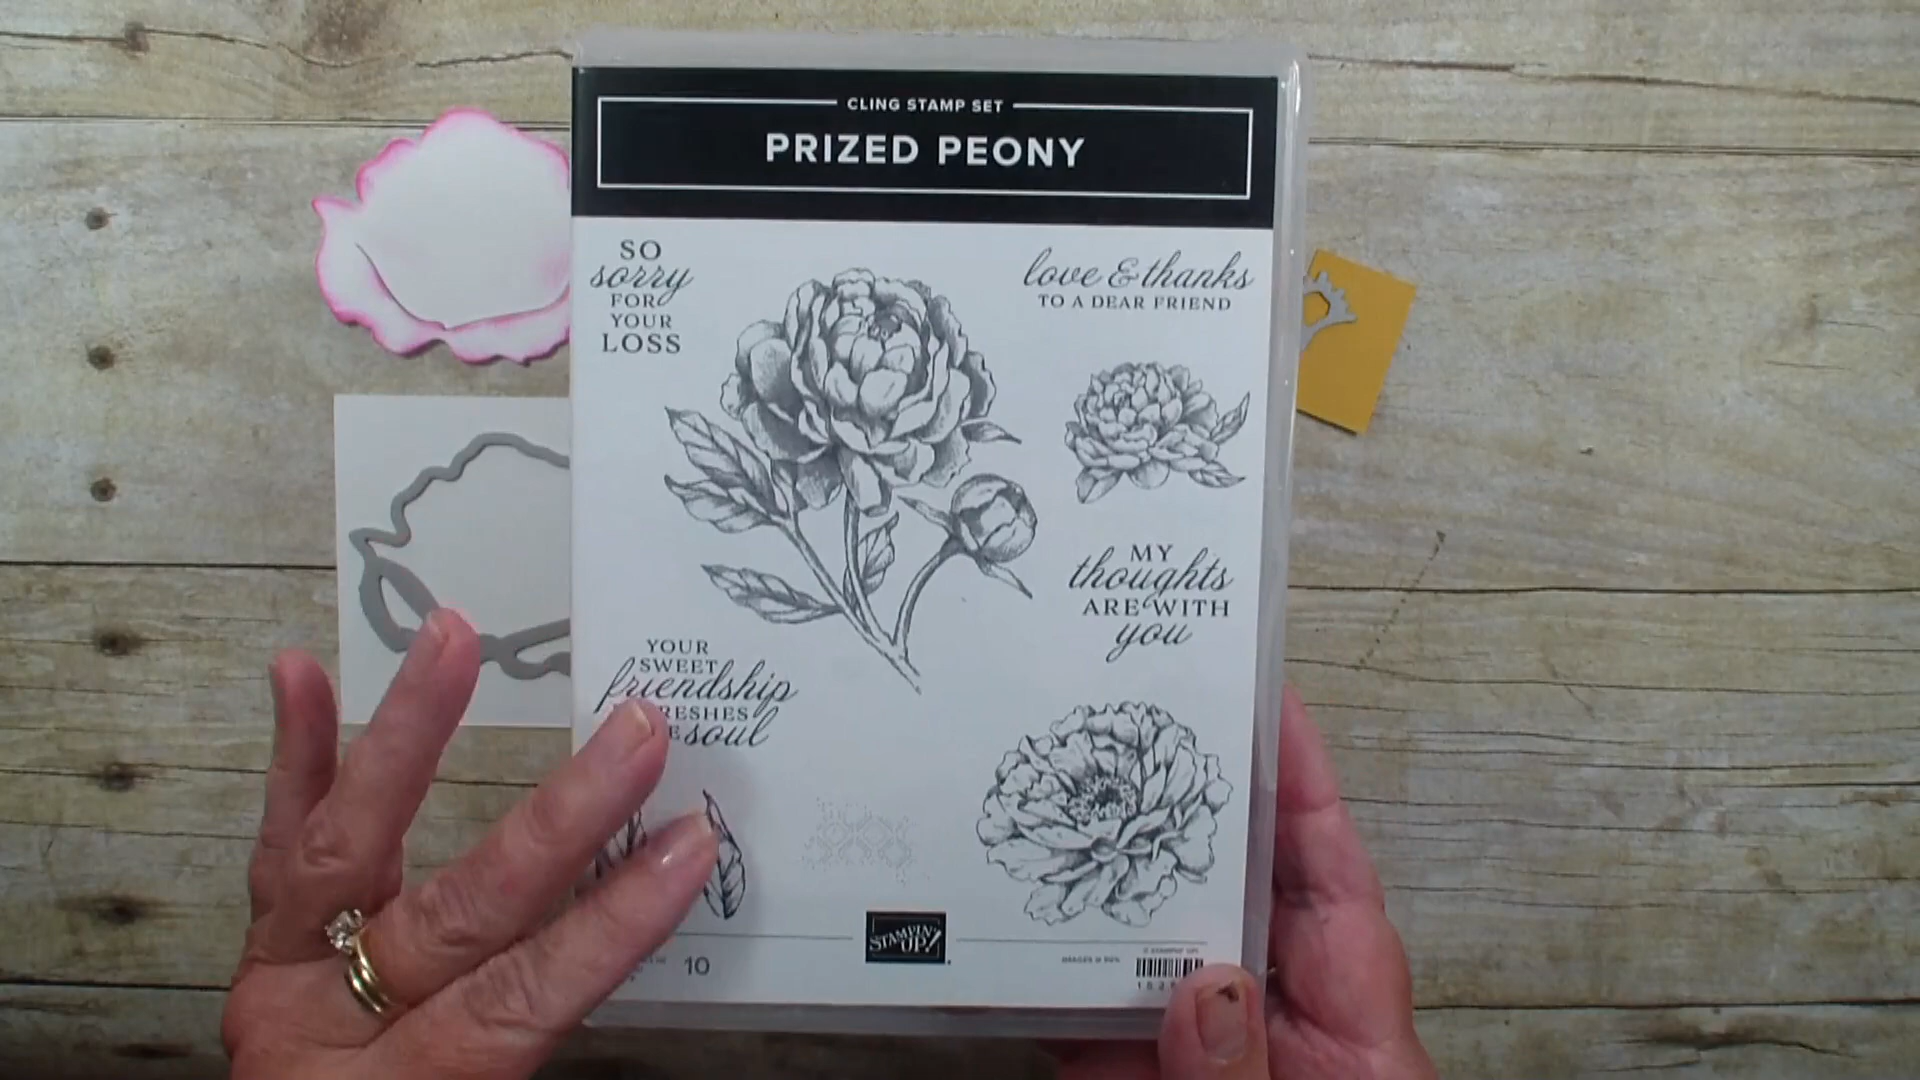 CLING STAMP SET
PRIZED PEONY
SO
sorry
FOR
YOUR
LOSS
love & thanks
TO A DEAR FRIEND
MY
thoughts
ARE WITH
you
YOUR
SWEET
friendship
RESHES
soul
STAMPIN' UP!
10